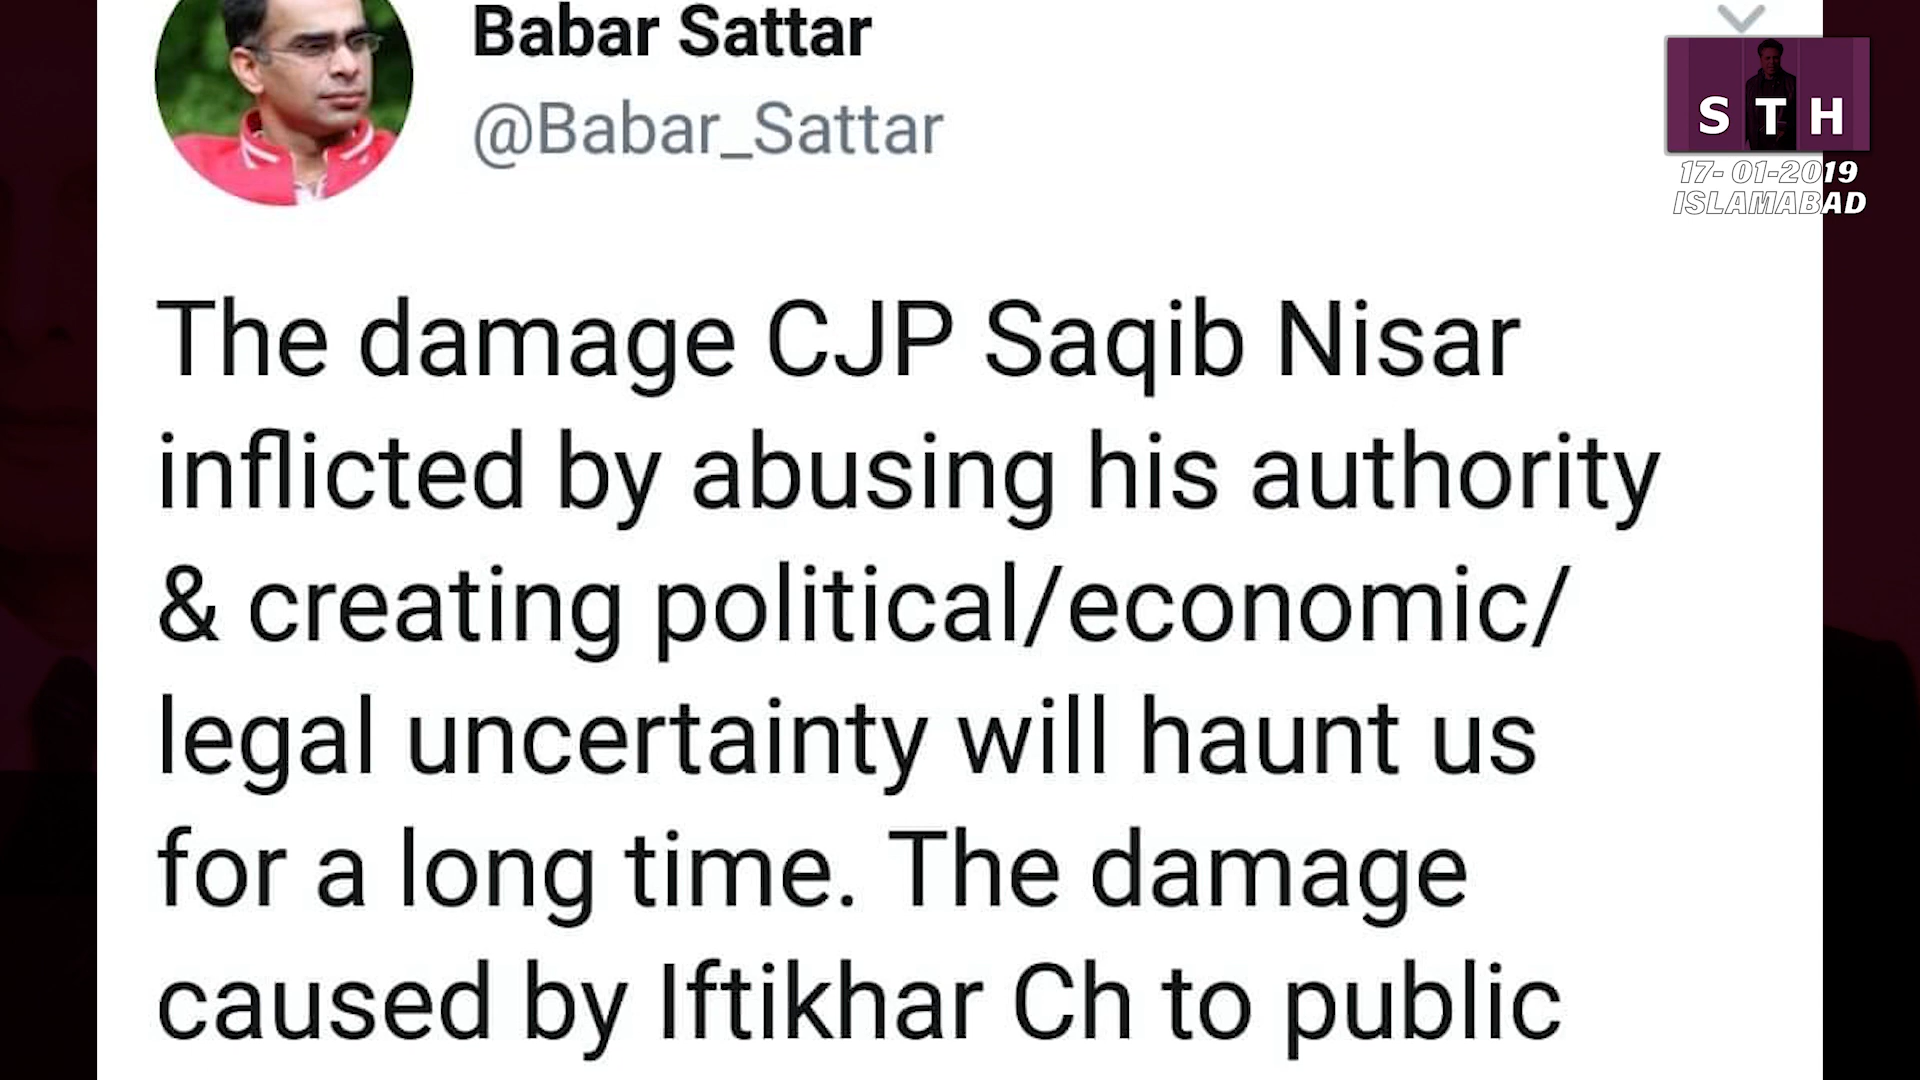 Babar Sattar
@Babar_Sattar
S T H
17- 01-2019
ISLAMABAD
The damage CJP Saqib Nisar
inflicted by abusing his authority
& creating political/economic/
legal uncertainty will haunt us
for a long time. The damage
caused by Iftikhar Ch to public